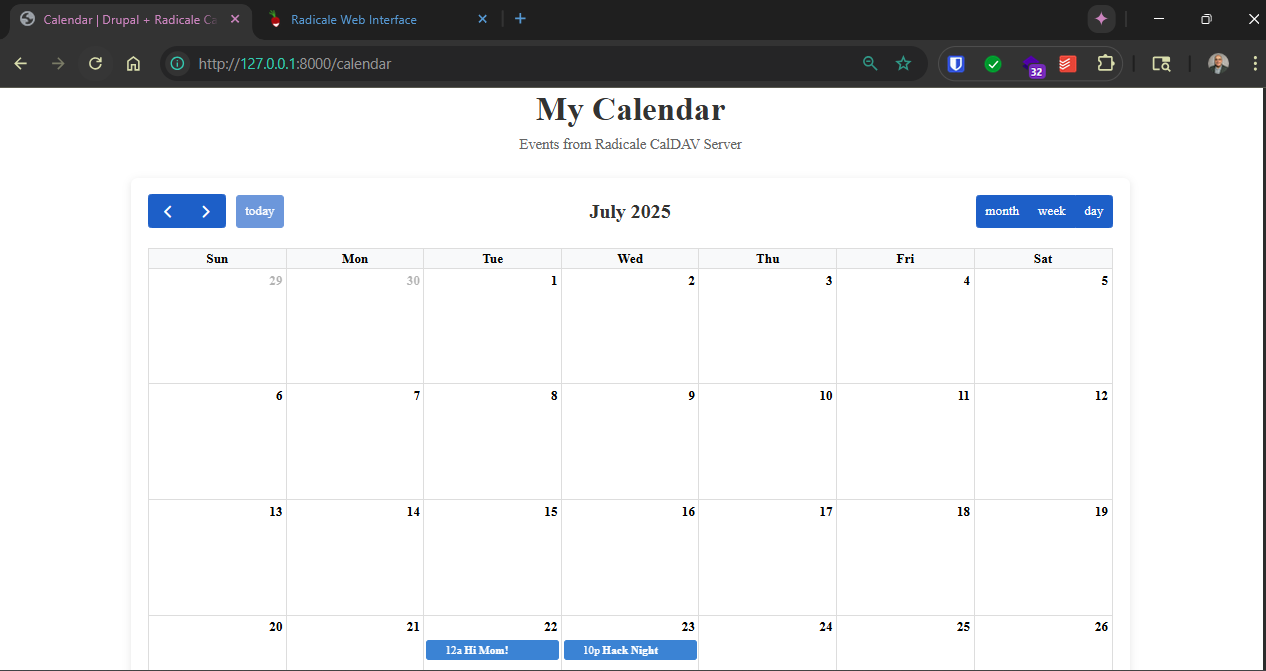 Calendar | Drupal + Radicale Ca
Radicale Web Interface
http://127.0.0.1:8000/calendar
32
My Calendar
Events from Radicale CalDAV Server
today
July 2025
month week day
Sun Mon Tue Wed Thu Fri Sat
29 30 1 2 3 4 5
6 7 8 9 10 11 12
13 14 15 16 17 18 19
20 21 22 23 24 25 26
12a Hi Mom! 10p Hack Night